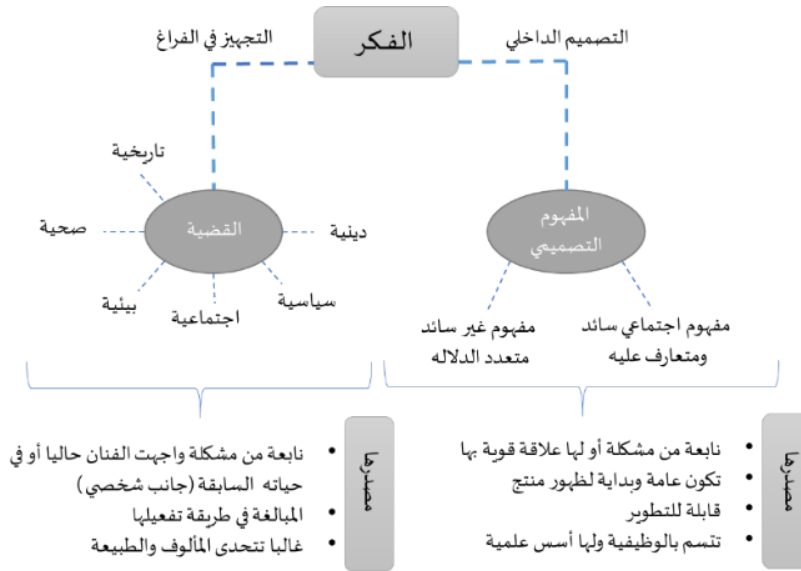 الفكر
التصميم الداخلي
التجهيز في الفراغ
المفهوم
التصميمي
مفهوم اجتماعي سائد
ومتعارف عليه
مفهوم غير سائد
متعدد الدلاله
القضية
تاريخية
صحية
بيئية
اجتماعية
سياسية
دينية
مصدرها
• نابعة من مشكلة أو لها علاقة قوية بها
• تكون عامة وبداية لظهور منتج
• قابلة للتطوير
• تتسم بالوظيفية ولها أسس علمية
مصدرها
• نابعة من مشكلة واجهت الفنان حاليا أو في
حياته السابقة (جانب شخصي)
• المبالغة في طريقة تفعيلها
• غالبا تتحدى المألوف والطبيعة